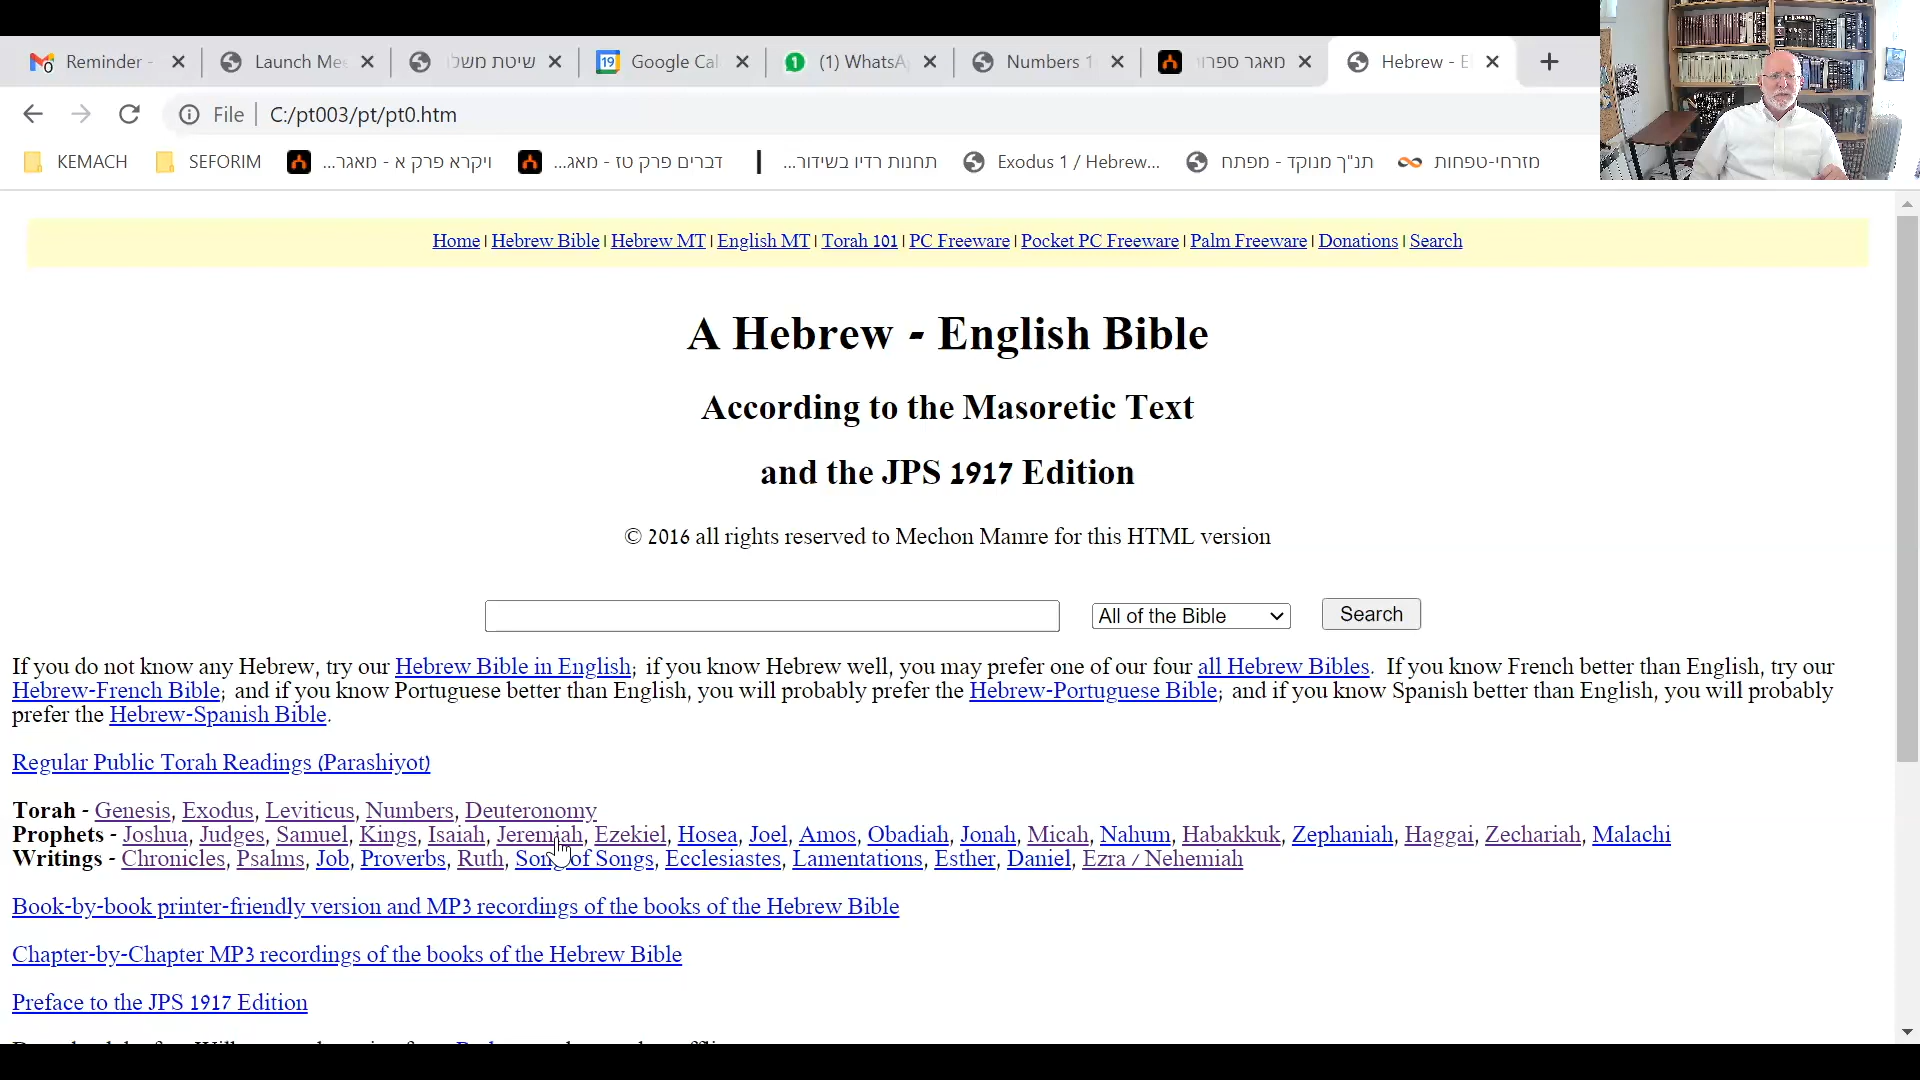 Reminder -
Launch Me
שיטת משל
Google Cal
(1) WhatsA
Numbers 1
מאגר ספרו
Hebrew - E
File
C:/pt003/pt/pt0.htm
KEMACH
SEFORIM
ויקרא פרק א - מאגר...
דברים פרק טז - מאג...
תחנות רדיו בשידור...
Exodus 1 / Hebrew...
תנ"ך מנוקד - מפתח
מזרחי-טפחות
Home | Hebrew Bible | Hebrew MT | English MT | Torah 101 | PC Freeware | Pocket PC Freeware | Palm Freeware | Donations | Search
A Hebrew - English Bible
According to the Masoretic Text
and the JPS 1917 Edition
© 2016 all rights reserved to Mechon Mamre for this HTML version
All of the Bible
Search
If you do not know any Hebrew, try our Hebrew Bible in English; if you know Hebrew well, you may prefer one of our four all Hebrew Bibles. If you know French better than English, try our
Hebrew-French Bible; and if you know Portuguese better than English, you will probably prefer the Hebrew-Portuguese Bible; and if you know Spanish better than English, you will probably
prefer the Hebrew-Spanish Bible.
Regular Public Torah Readings (Parashiyot)
Torah - Genesis, Exodus, Leviticus, Numbers, Deuteronomy
Prophets - Joshua, Judges, Samuel, Kings, Isaiah, Jeremiah, Ezekiel, Hosea, Joel, Amos, Obadiah, Jonah, Micah, Nahum, Habakkuk, Zephaniah, Haggai, Zechariah, Malachi
Writings - Chronicles, Psalms, Job, Proverbs, Ruth, Song of Songs, Ecclesiastes, Lamentations, Esther, Daniel, Ezra / Nehemiah
Book-by-book printer-friendly version and MP3 recordings of the books of the Hebrew Bible
Chapter-by-Chapter MP3 recordings of the books of the Hebrew Bible
Preface to the JPS 1917 Edition